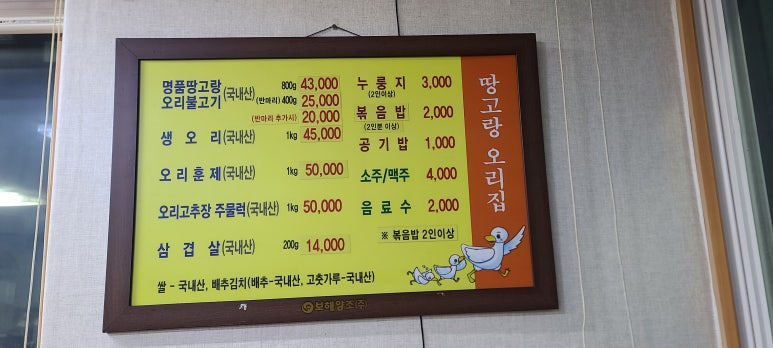 명품땅고랑
오리불고기 (국내산) 800g 43,000
(반마리) 400g 25,000
(반마리 추가시) 20,000
생 오 리 (국내산) 1kg 45,000
오 리 훈 제 (국내산) 1kg 50,000
오리고추장 주물럭 (국내산) 1kg 50,000
삼 겹 살 (국내산) 200g 14,000
누 룽 지 3,000
(2인이상)
볶 음 밥 2,000
(2인분 이상)
공 기 밥 1,000
소주/맥주 4,000
음 료 수 2,000
※ 볶음밥 2인이상
쌀 - 국내산, 배추김치(배추-국내산, 고춧가루-국내산)
땅고랑 오리집
보해양조(주)